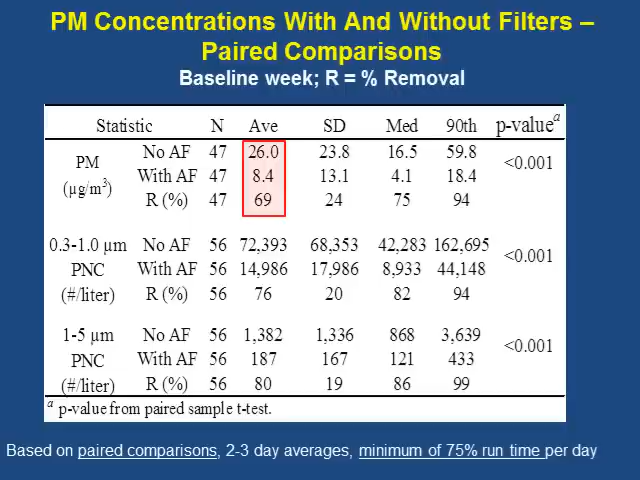 PM Concentrations With And Without Filters –
Paired Comparisons
Baseline week; R = % Removal
Statistic N Ave SD Med 90th p-value a
PM (µg/m3) No AF 47 26.0 23.8 16.5 59.8 <0.001
With AF 47 8.4 13.1 4.1 18.4
R (%) 47 69 24 75 94
0.3-1.0 µm No AF 56 72,393 68,353 42,283 162,695 <0.001
PNC With AF 56 14,986 17,986 8,933 44,148
(#/liter) R (%) 56 76 20 82 94
1-5 µm No AF 56 1,382 1,336 868 3,639 <0.001
PNC With AF 56 187 167 121 433
(#/liter) R (%) 56 80 19 86 99
a p-value from paired sample t-test.
Based on paired comparisons, 2-3 day averages, minimum of 75% run time per day